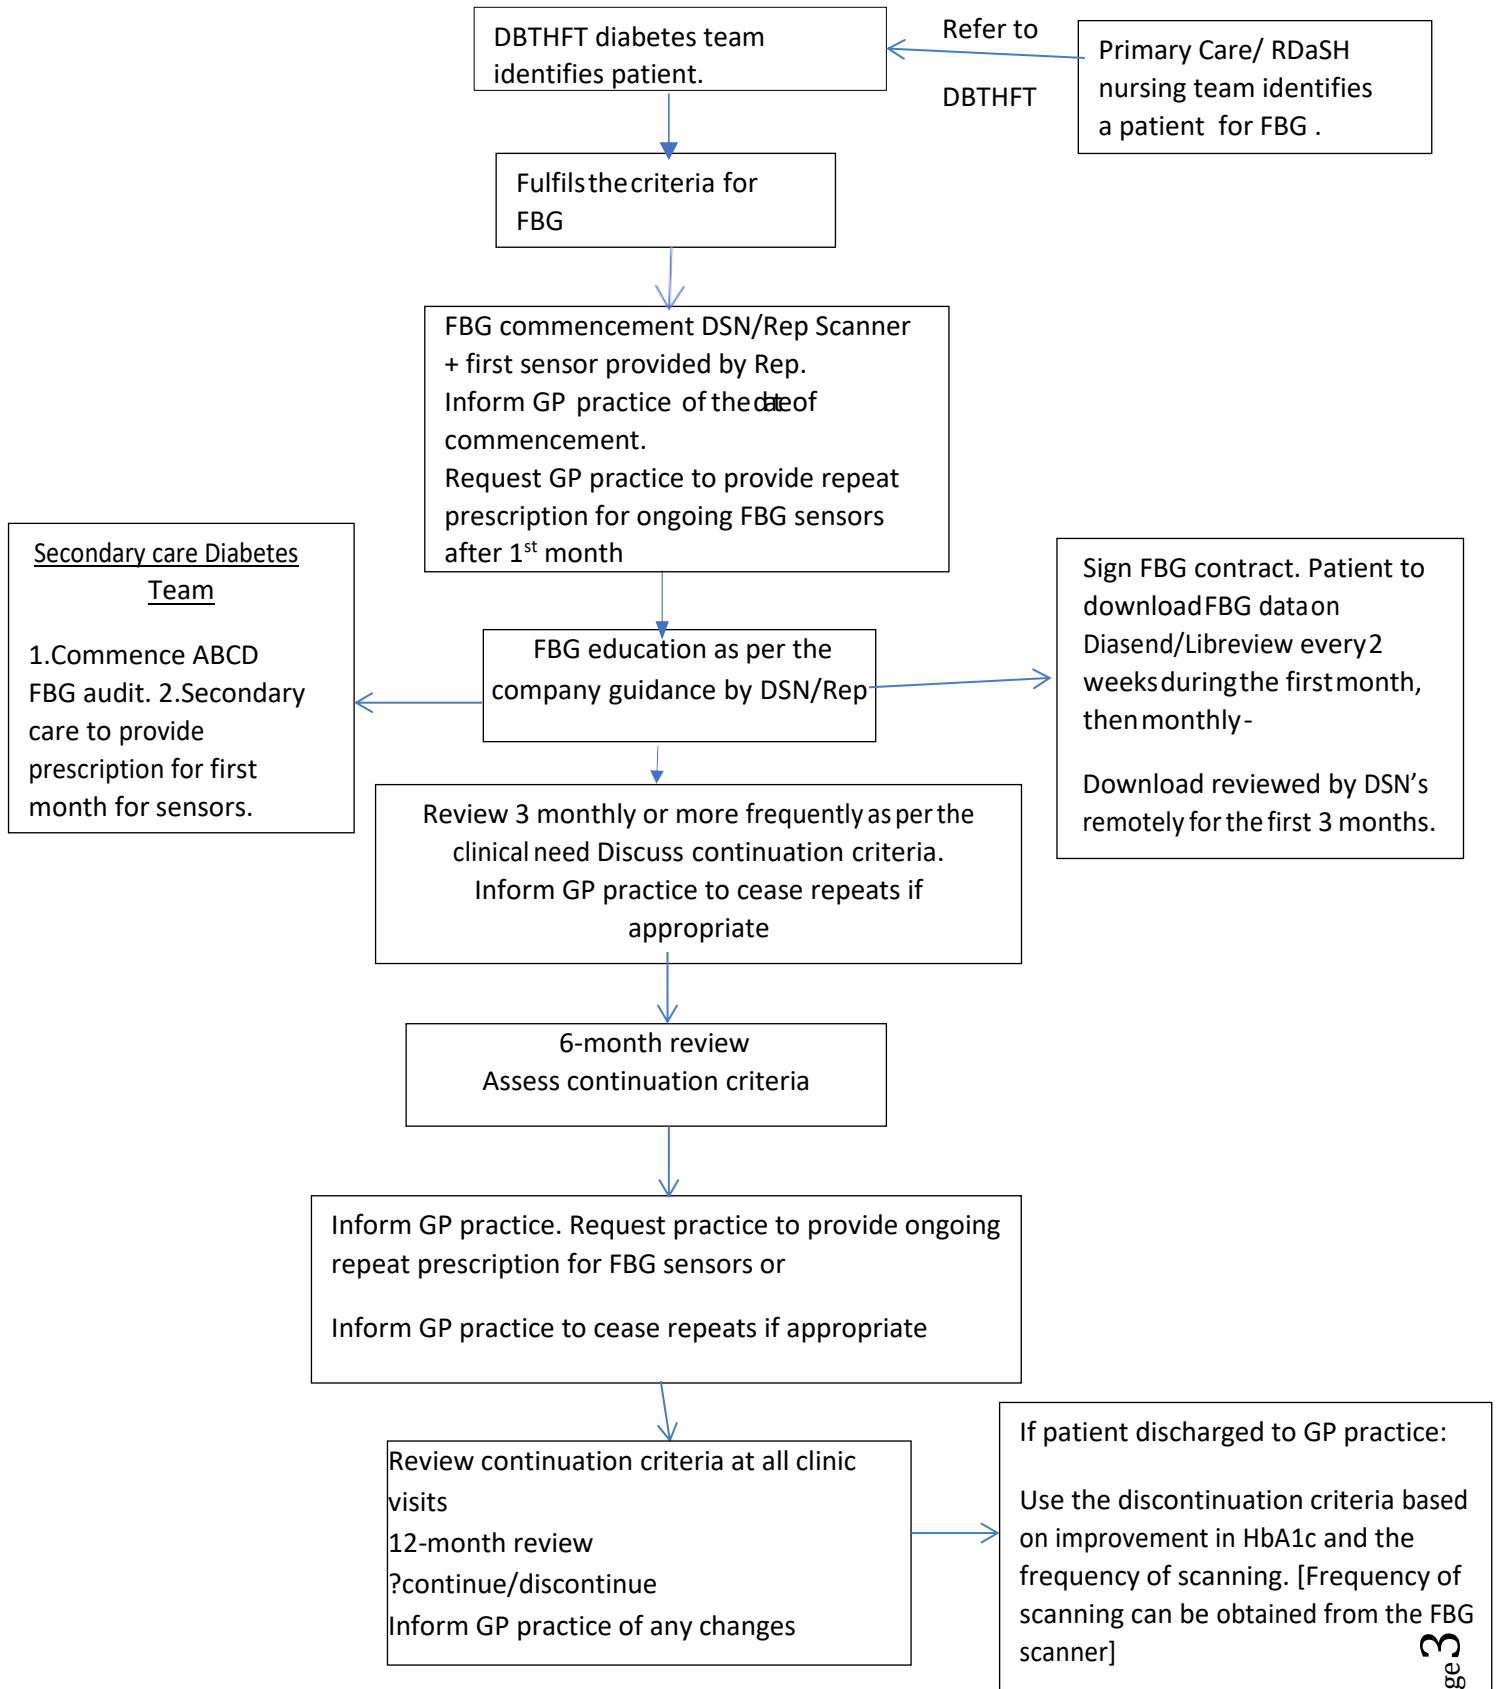 DBTHFT diabetes team
identifies patient.
Refer to
DBTHFT
Primary Care/ RDaSH
nursing team identifies
a patient for FBG .
Fulfils the criteria for
FBG
FBG commencement DSN/Rep Scanner
+ first sensor provided by Rep.
Inform GP practice of the date of
commencement.
Request GP practice to provide repeat
prescription for ongoing FBG sensors
after 1st month
Secondary care Diabetes
Team
1.Commence ABCD
FBG audit. 2.Secondary
care to provide
prescription for first
month for sensors.
FBG education as per the
company guidance by DSN/Rep
Sign FBG contract. Patient to
download FBG data on
Diasend/Libreview every 2
weeks during the first month,
then monthly -
Download reviewed by DSN’s
remotely for the first 3 months.
Review 3 monthly or more frequently as per the
clinical need Discuss continuation criteria.
Inform GP practice to cease repeats if
appropriate
6-month review
Assess continuation criteria
Inform GP practice. Request practice to provide ongoing
repeat prescription for FBG sensors or
Inform GP practice to cease repeats if appropriate
Review continuation criteria at all clinic
visits
12-month review
?continue/discontinue
Inform GP practice of any changes
If patient discharged to GP practice:
Use the discontinuation criteria based
on improvement in HbA1c and the
frequency of scanning. [Frequency of
scanning can be obtained from the FBG
scanner]
ge 3